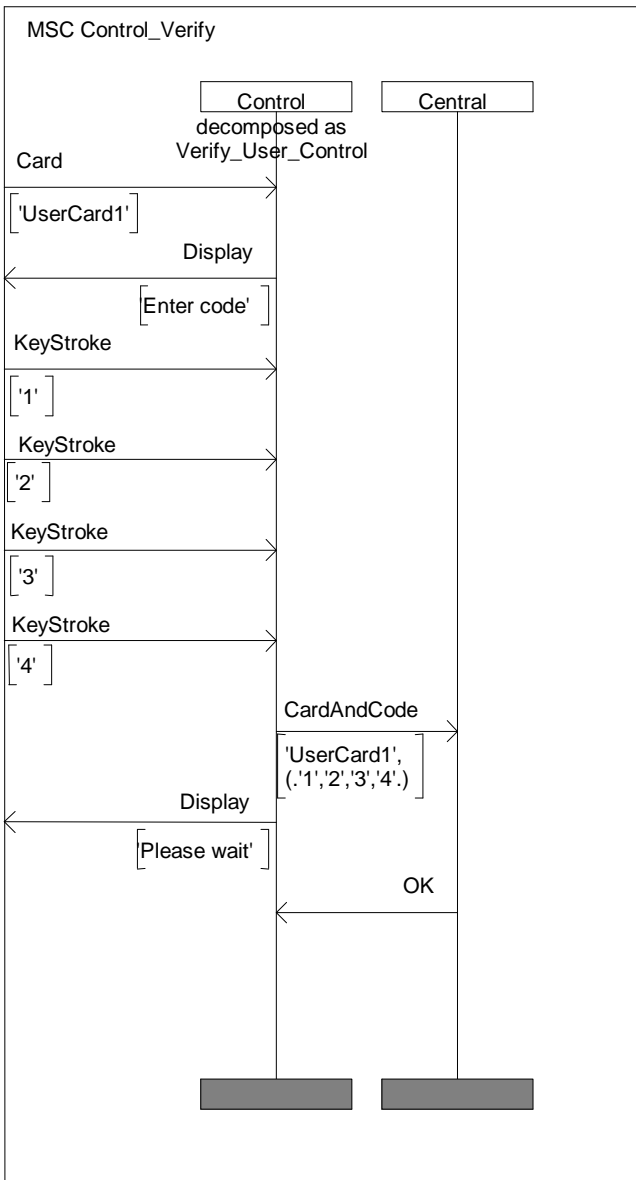 MSC Control_Verify
Control
Central
decomposed as
Verify_User_Control
Card
'UserCard1'
Display
'Enter code'
KeyStroke
'1'
KeyStroke
'2'
KeyStroke
'3'
KeyStroke
'4'
CardAndCode
'UserCard1',
(.'1','2','3','4'.)
Display
'Please wait'
OK